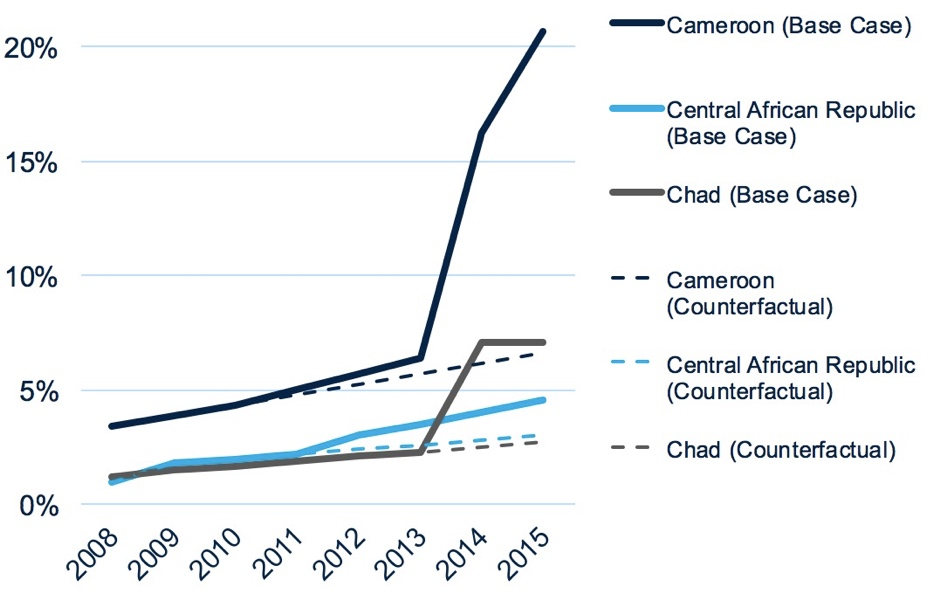 20%
15%
10%
5%
0%
2008
2009
2010
2011
2012
2013
2014
2015
Cameroon (Base Case)
Central African Republic
(Base Case)
Chad (Base Case)
Cameroon
(Counterfactual)
Central African Republic
(Counterfactual)
Chad (Counterfactual)